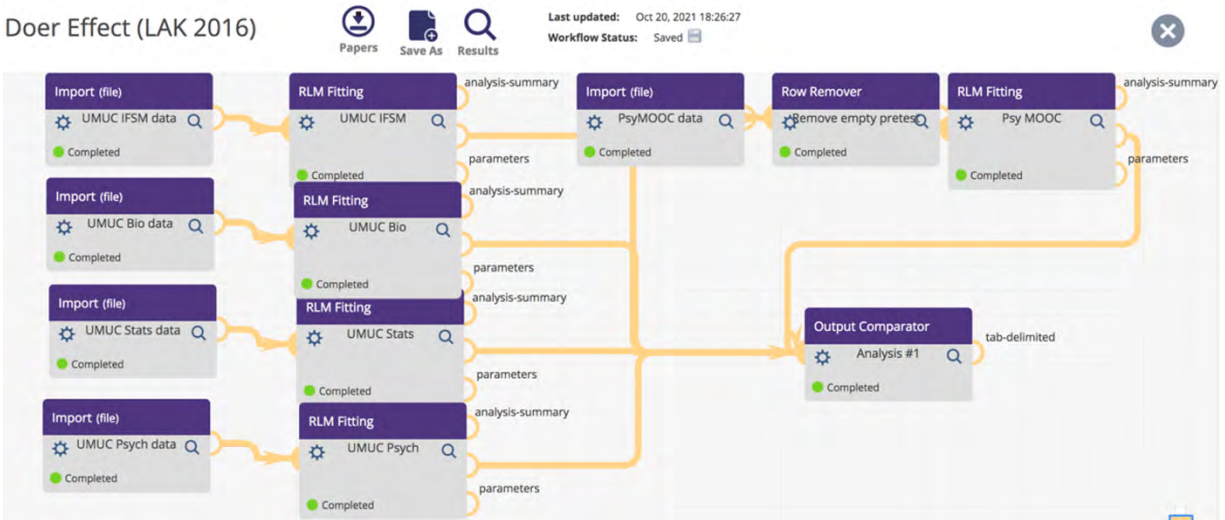 Doer Effect (LAK 2016)
Papers
Save As
Results
Last updated: Oct 20, 2021 18:26:27
Workflow Status: Saved
Import (file)
UMUC IFSM data
Completed
RLM Fitting
UMUC IFSM
Completed
analysis-summary
parameters
Import (file)
PsyMOOC data
Completed
Row Remover
Remove empty pretest
Completed
RLM Fitting
Psy MOOC
Completed
analysis-summary
parameters
Import (file)
UMUC Bio data
Completed
RLM Fitting
UMUC Bio
Completed
analysis-summary
parameters
Import (file)
UMUC Stats data
Completed
RLM Fitting
UMUC Stats
Completed
analysis-summary
parameters
Output Comparator
Analysis #1
Completed
tab-delimited
Import (file)
UMUC Psych data
Completed
RLM Fitting
UMUC Psych
Completed
analysis-summary
parameters